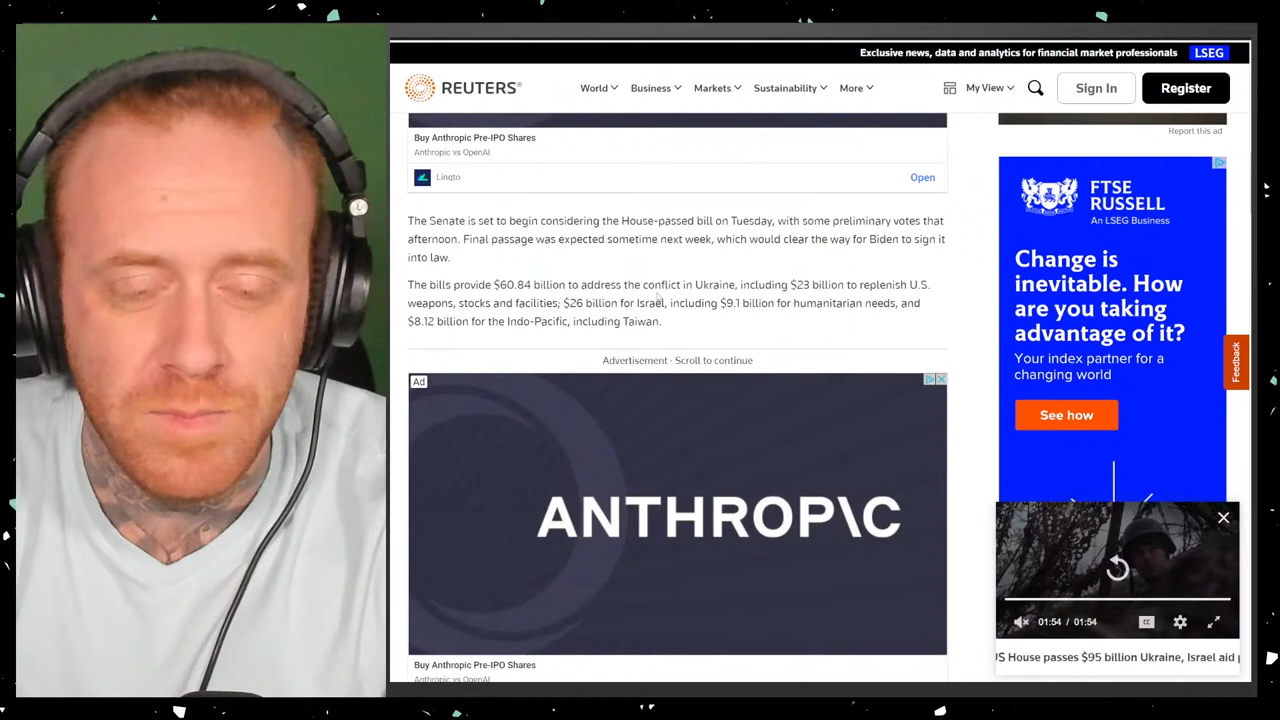 Exclusive news, data and analytics for financial market professionals LSEG
REUTERS®
World Business Markets Sustainability More
My View Sign In Register
Buy Anthropic Pre-IPO Shares
Anthropic vs OpenAI
Linqto
Open
The Senate is set to begin considering the House-passed bill on Tuesday, with some preliminary votes that
afternoon. Final passage was expected sometime next week, which would clear the way for Biden to sign it
into law.
The bills provide $60.84 billion to address the conflict in Ukraine, including $23 billion to replenish U.S.
weapons, stocks and facilities; $26 billion for Israel, including $9.1 billion for humanitarian needs, and
$8.12 billion for the Indo-Pacific, including Taiwan.
Advertisement · Scroll to continue
Ad
ANTHROP\C
Buy Anthropic Pre-IPO Shares
Anthropic vs OpenAI
Report this ad
FTSE
RUSSELL
An LSEG Business
Change is
inevitable. How
are you taking
advantage of it?
Your index partner for a
changing world
See how
Feedback
01:54 / 01:54
CC
US House passes $95 billion Ukraine, Israel aid